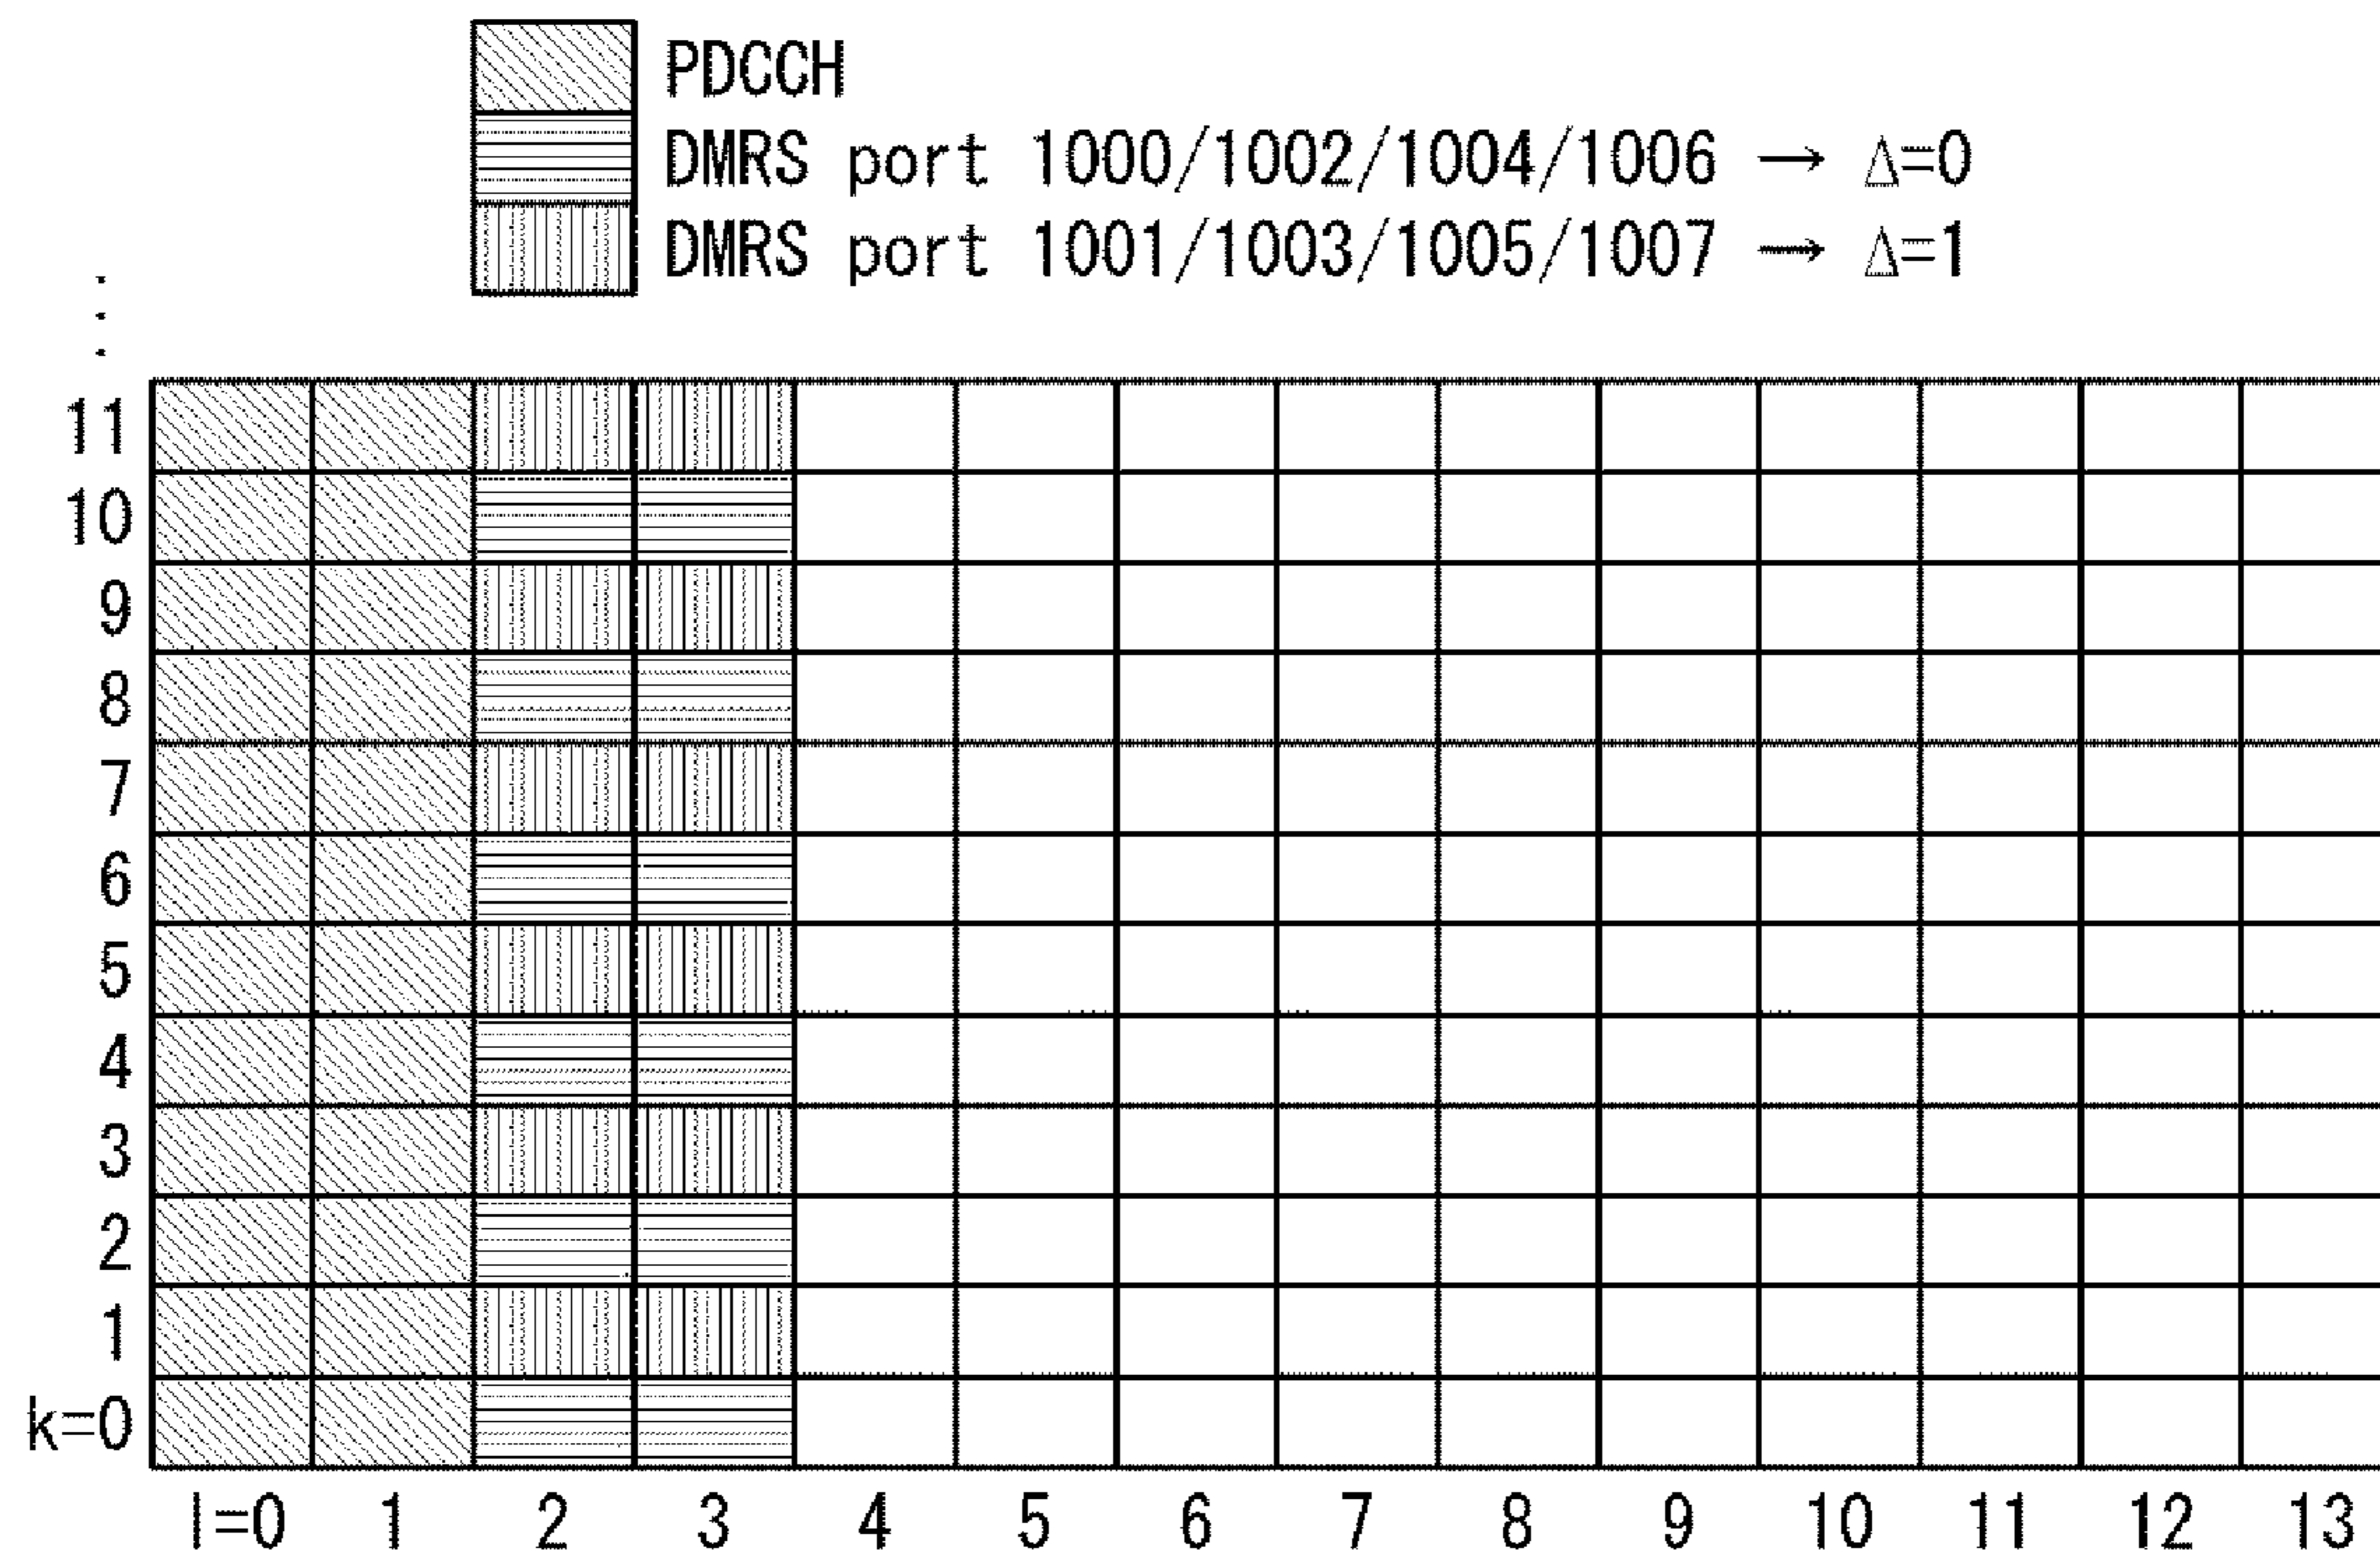 PDCCH
DMRS port 1000/1002/1004/1006 → Δ=0
DMRS port 1001/1003/1005/1007 → Δ=1
11
10
9
8
7
6
5
4
3
2
1
k=0
l=0 1 2 3 4 5 6 7 8 9 10 11 12 13